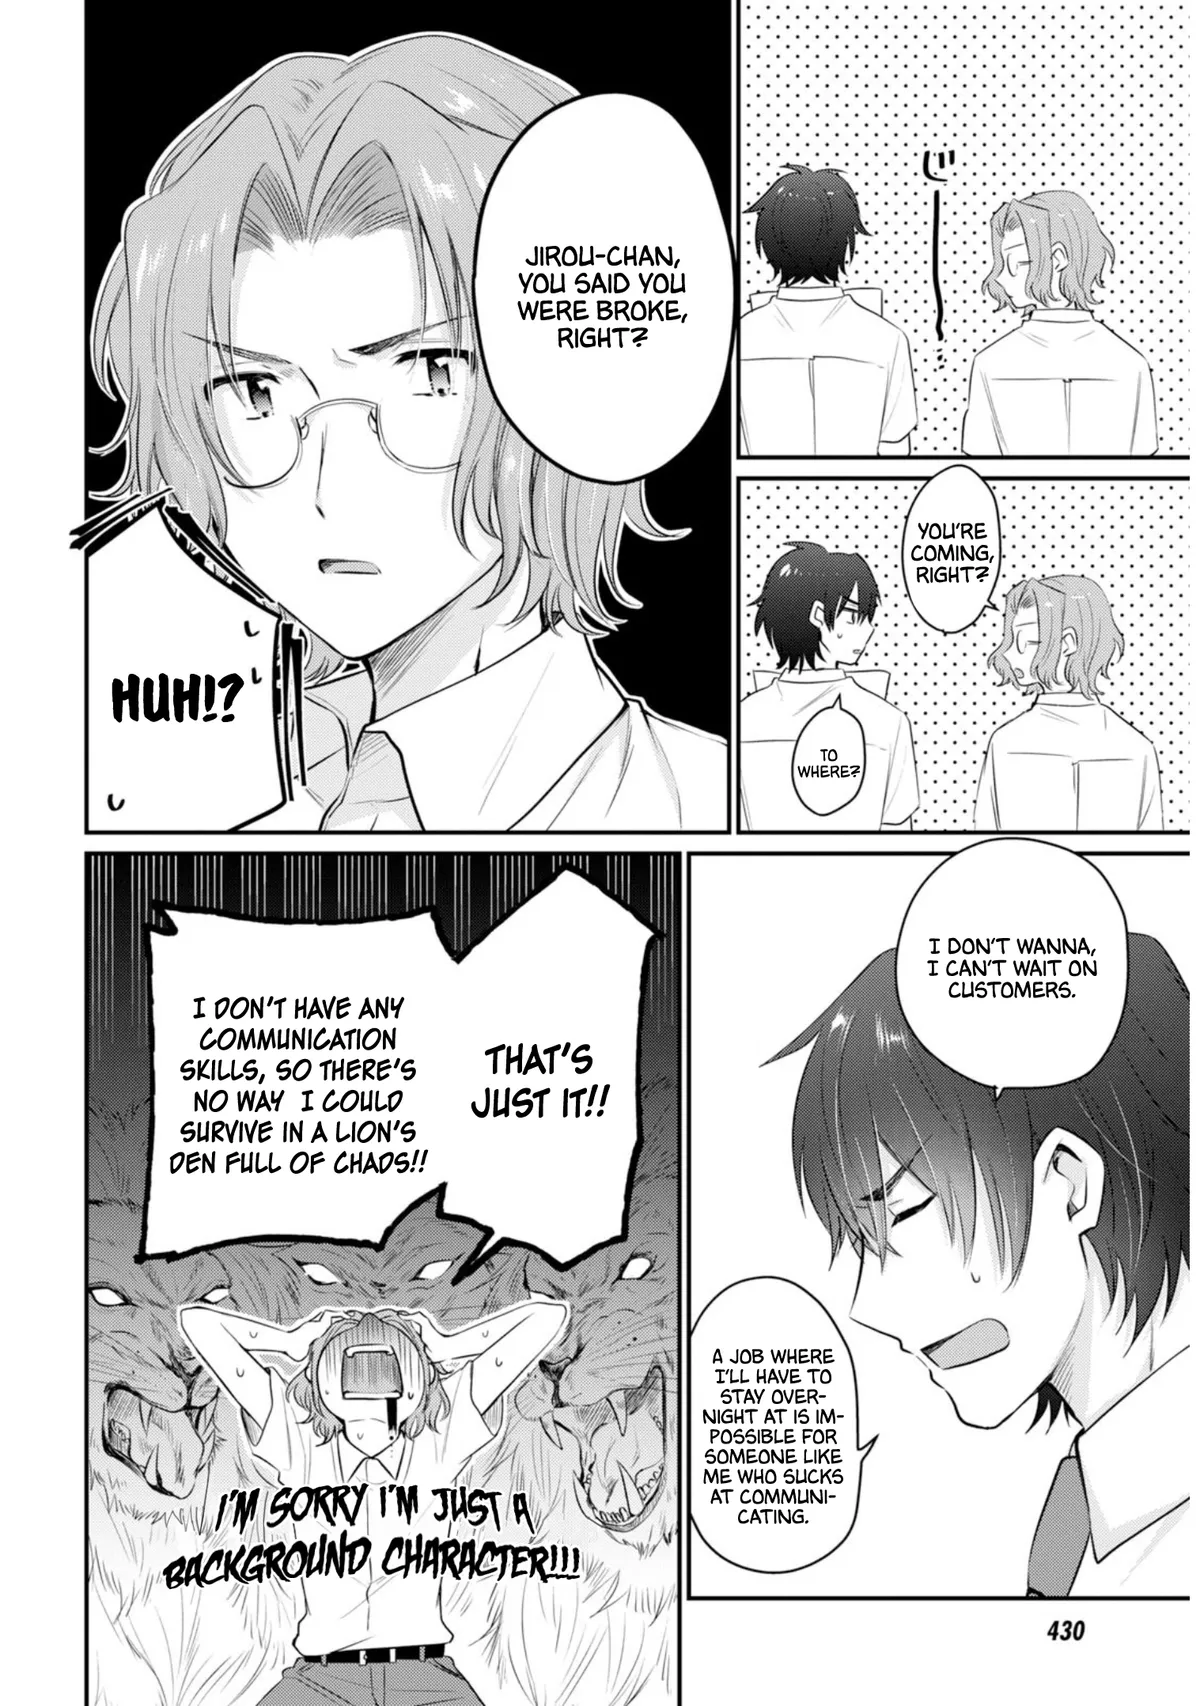 じーっ
YOU'RE
COMING,
RIGHT?
TO
WHERE?
JIROU-CHAN,
YOU SAID YOU
WERE BROKE,
RIGHT?
HUH!?
I DON'T WANNA,
I CAN'T WAIT ON
CUSTOMERS.
A JOB WHERE
I'LL HAVE TO
STAY OVER-
NIGHT AT IS IM-
POSSIBLE FOR
SOMEONE LIKE
ME WHO SUCKS
AT COMMUNI-
CATING.
THAT'S
JUST IT!!
I DON'T HAVE ANY
COMMUNICATION
SKILLS, SO THERE'S
NO WAY I COULD
SURVIVE IN A LION'S
DEN FULL OF CHADS!!
I'M SORRY I'M JUST A
BACKGROUND CHARACTER!!!
430